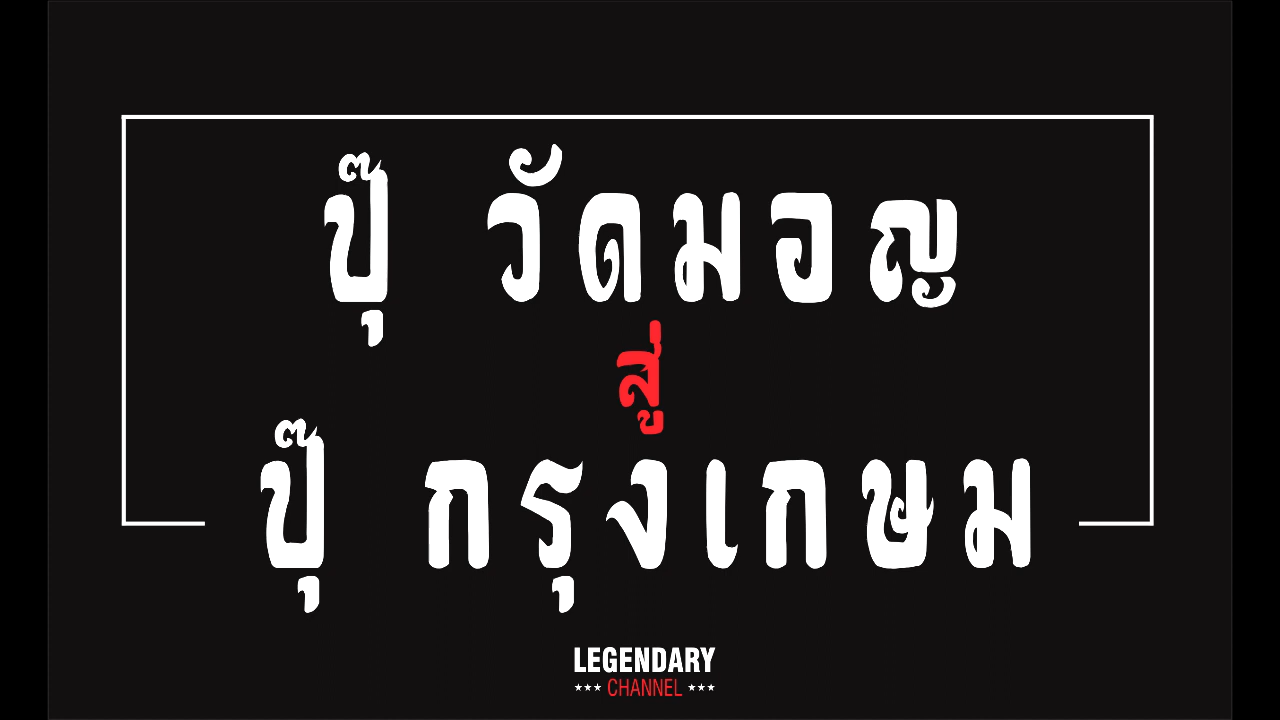 ปุ๊ วัดมอญ
สู่
ปุ๊ กรุงเกษม
LEGENDARY
*** CHANNEL ***